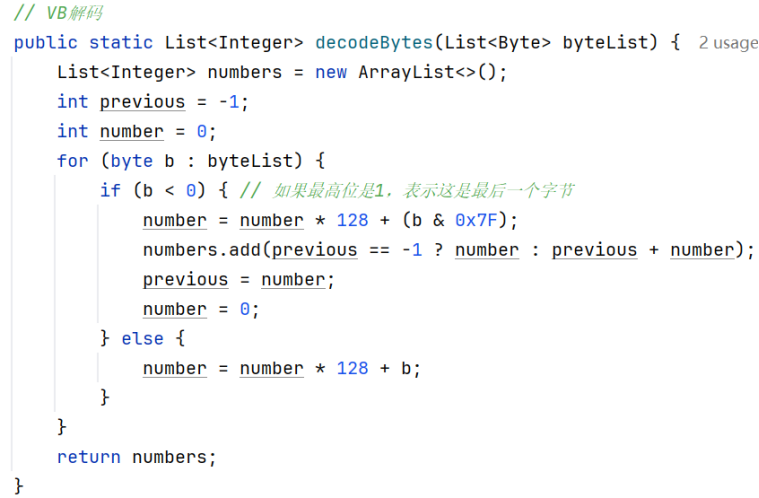 // VB解码
public static List<Integer> decodeBytes(List<Byte> byteList) { 2 usage
    List<Integer> numbers = new ArrayList<>();
    int previous = -1;
    int number = 0;
    for (byte b : byteList) {
        if (b < 0) { // 如果最高位是1，表示这是最后一个字节
            number = number * 128 + (b & 0x7F);
            numbers.add(previous == -1 ? number : previous + number);
            previous = number;
            number = 0;
        } else {
            number = number * 128 + b;
        }
    }
    return numbers;
}